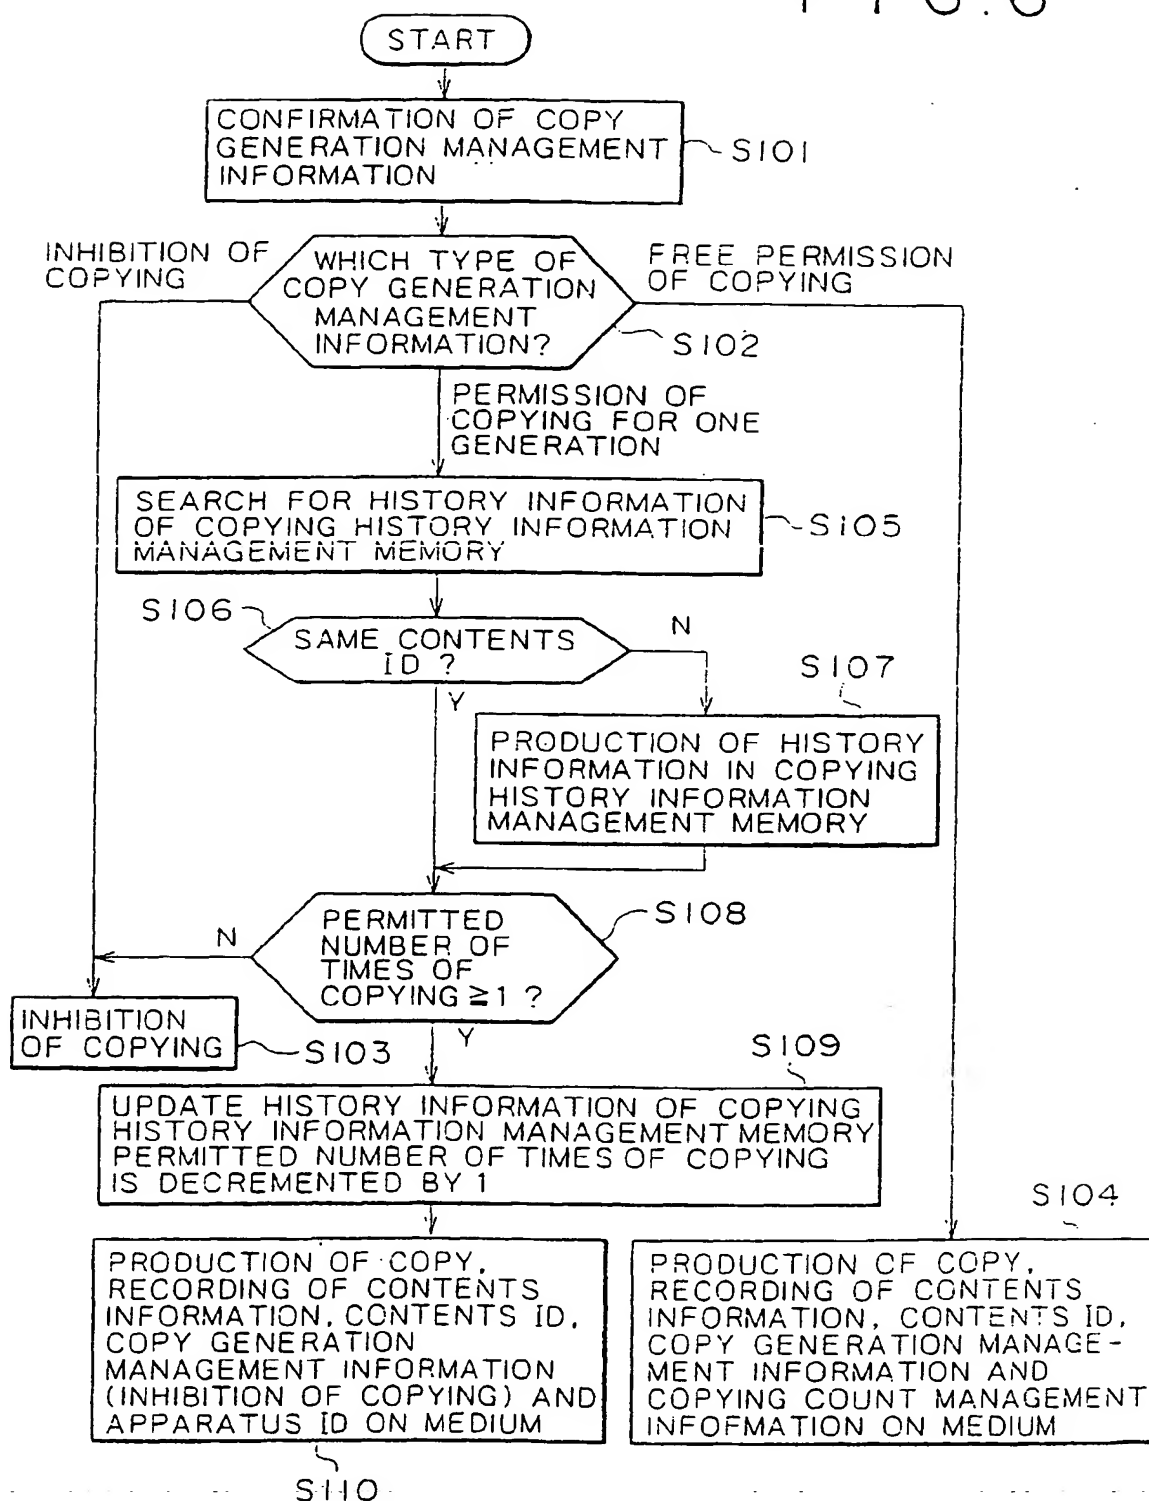 START
CONFIRMATION OF COPY
GENERATION MANAGEMENT
INFORMATION
S101
INHIBITION OF
COPYING
WHICH TYPE OF
COPY GENERATION
MANAGEMENT
INFORMATION?
FREE PERMISSION
OF COPYING
S102
PERMISSION OF
COPYING FOR ONE
GENERATION
SEARCH FOR HISTORY INFORMATION
OF COPYING HISTORY INFORMATION
MANAGEMENT MEMORY
S105
S106
SAME CONTENTS
ID ?
N
Y
S107
PRODUCTION OF HISTORY
INFORMATION IN COPYING
HISTORY INFORMATION
MANAGEMENT MEMORY
PERMITTED
NUMBER OF
TIMES OF
COPYING ≧ 1 ?
S108
N
Y
INHIBITION
OF COPYING
S103
S109
UPDATE HISTORY INFORMATION OF COPYING
HISTORY INFORMATION MANAGEMENT MEMORY
PERMITTED NUMBER OF TIMES OF COPYING
IS DECREMENTED BY 1
S104
PRODUCTION OF COPY,
RECORDING OF CONTENTS
INFORMATION, CONTENTS ID,
COPY GENERATION
MANAGEMENT INFORMATION
(INHIBITION OF COPYING) AND
APPARATUS ID ON MEDIUM
S110
PRODUCTION OF COPY,
RECORDING OF CONTENTS
INFORMATION, CONTENTS ID,
COPY GENERATION MANAGE-
MENT INFORMATION AND
COPYING COUNT MANAGEMENT
INFOFMATION ON MEDIUM